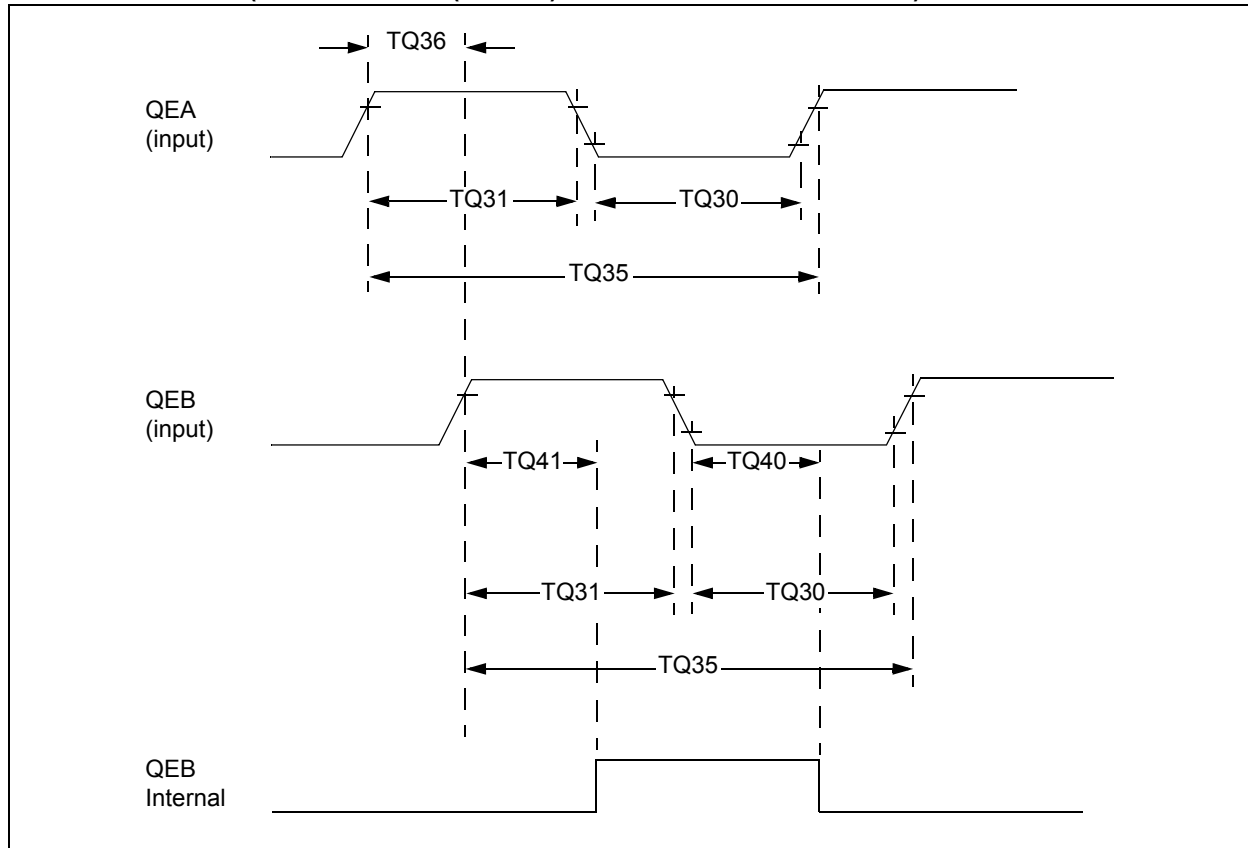 TQ36
QEA
(input)
TQ31
TQ30
TQ35
QEB
(input)
TQ41
TQ40
TQ31
TQ30
TQ35
QEB
Internal